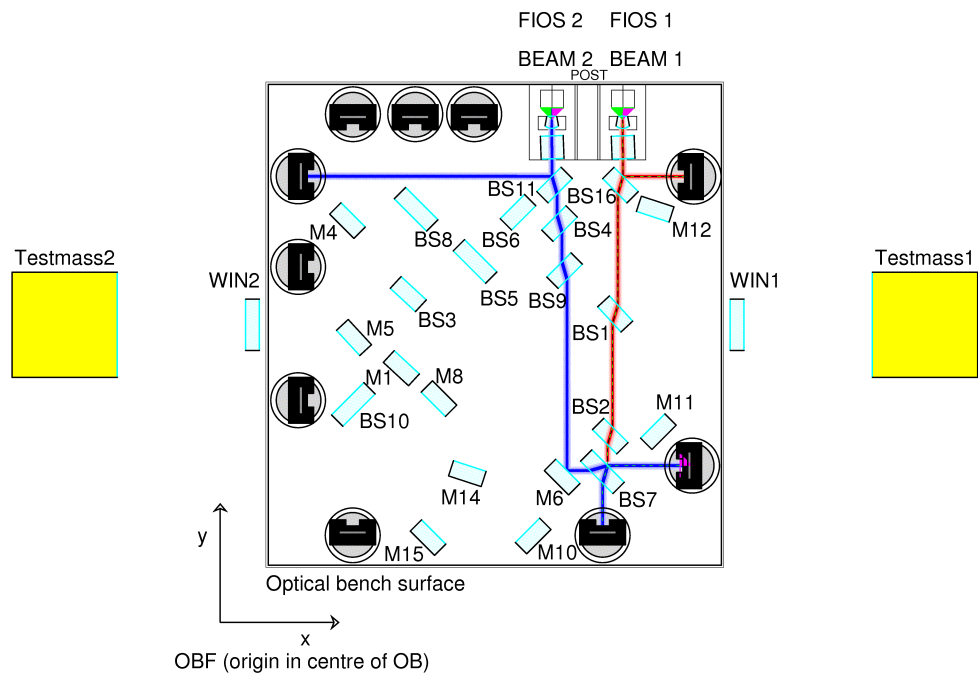 FIOS 2 FIOS 1
BEAM 2 BEAM 1
POST
BS11 BS16
M4 BS8 BS6 BS4 M12
Testmass2 Testmass1
WIN2 BS5 BS9 WIN1
BS3 BS1
M5
M1 M8
BS10 BS2 M11
M14 M6 BS7
M15 M10
y Optical bench surface
x
OBF (origin in centre of OB)